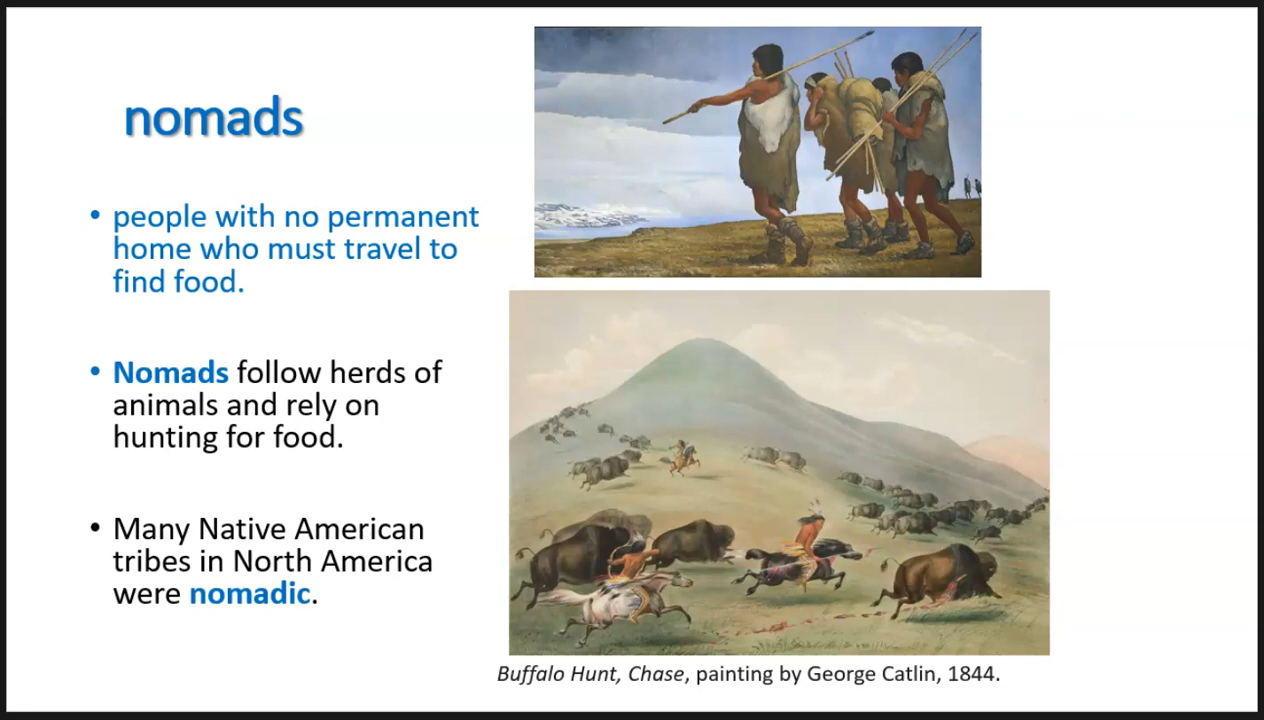 nomads
• people with no permanent
home who must travel to
find food.
• Nomads follow herds of
animals and rely on
hunting for food.
• Many Native American
tribes in North America
were nomadic.
Buffalo Hunt, Chase, painting by George Catlin, 1844.